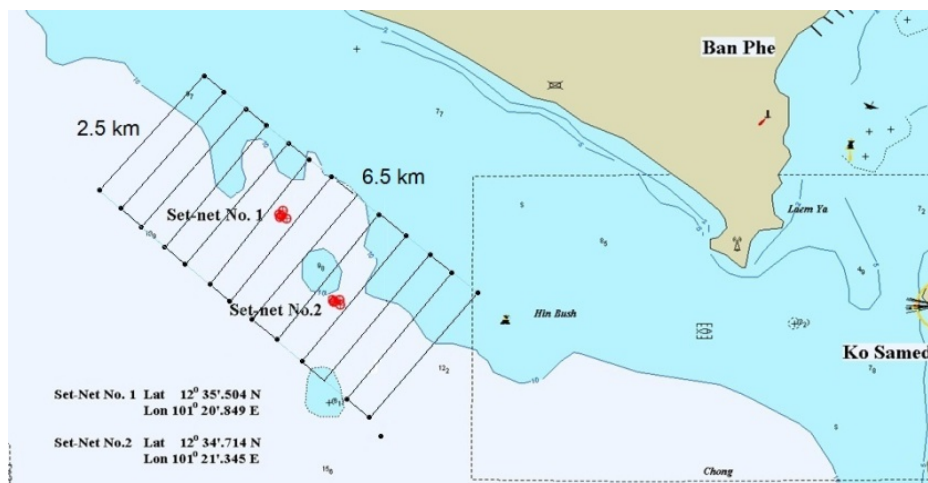 Ban Phe
2.5 km
6.5 km
Set-net No. 1
Laem Ya
Set-net No.2
Hin Bush
Ko Samed
Set-Net No. 1 Lat 12° 35'.504 N
Lon 101° 20'.849 E
Set-Net No.2 Lat 12° 34'.714 N
Lon 101° 21'.345 E
Chong